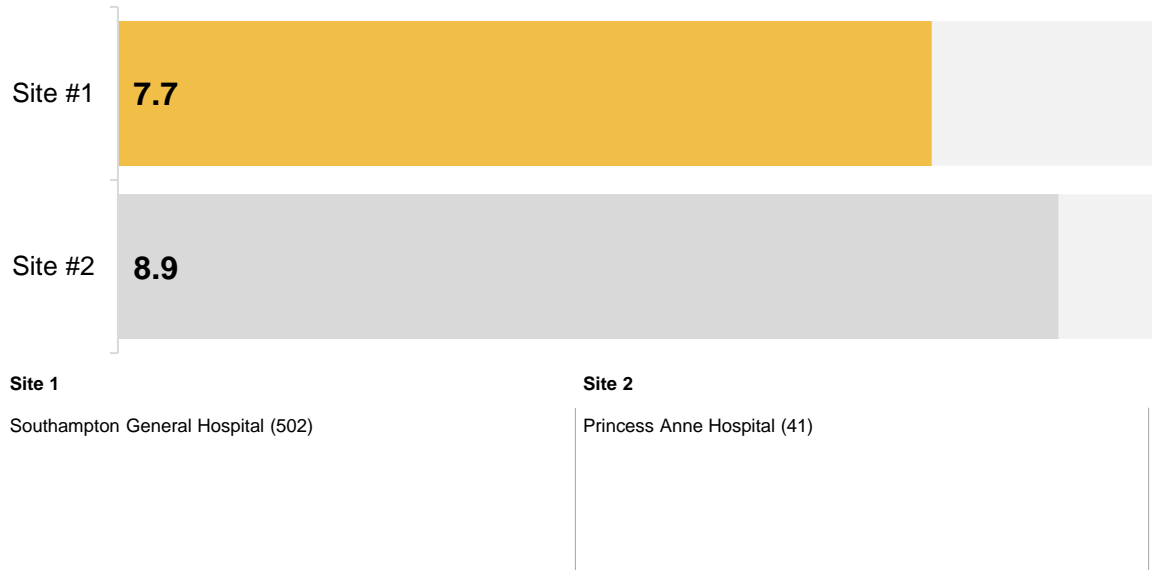 Site #1
7.7
Site #2
8.9
Site 1
Site 2
Southampton General Hospital (502)
Princess Anne Hospital (41)